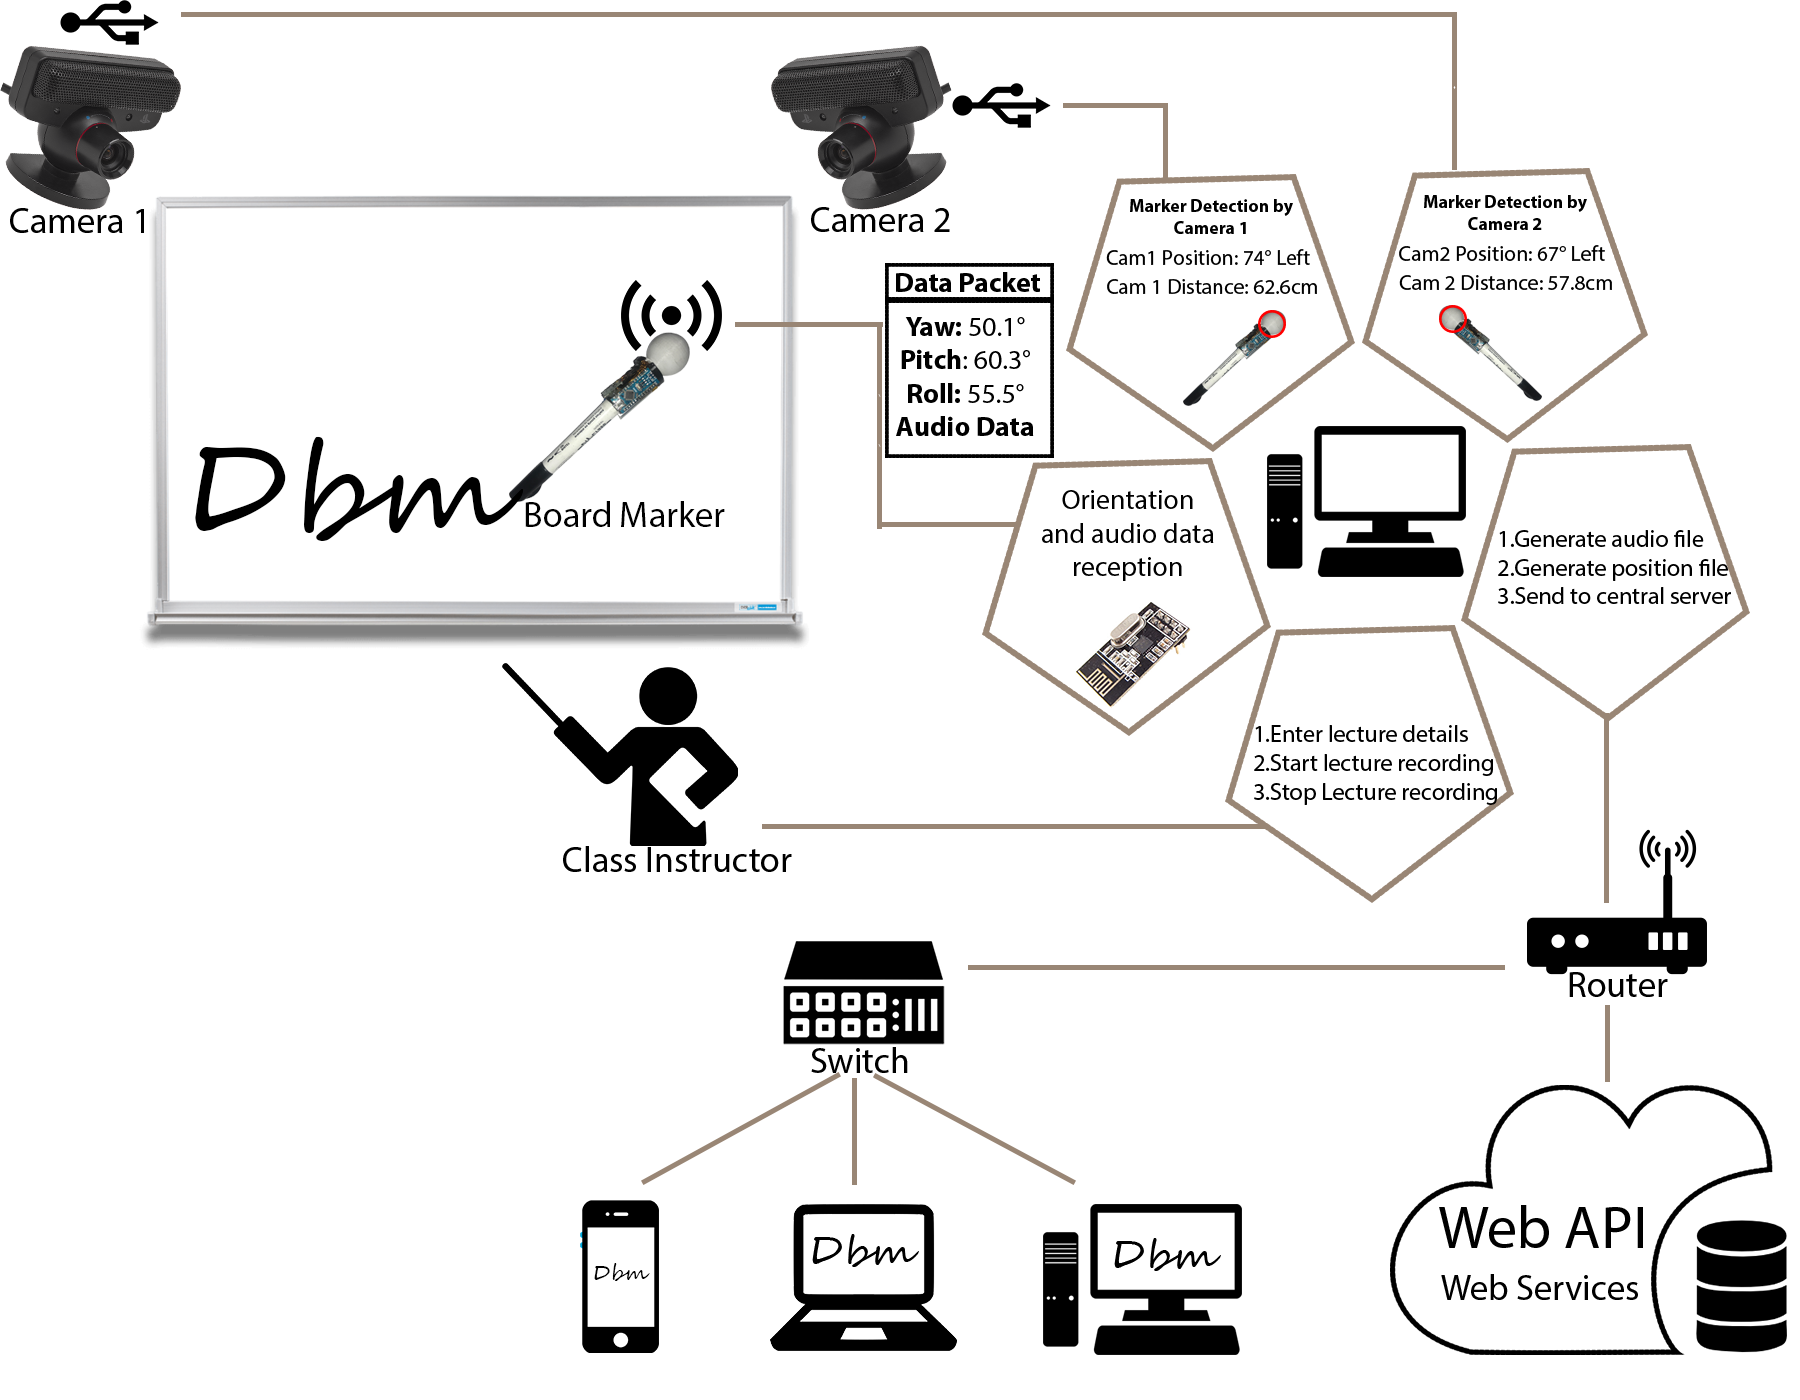 Camera 1
Camera 2
Dbm
Board Marker
Data Packet
Yaw: 50.1°
Pitch: 60.3°
Roll: 55.5°
Audio Data
Marker Detection by
Camera 1
Cam1 Position: 74° Left
Cam 1 Distance: 62.6cm
Marker Detection by
Camera 2
Cam2 Position: 67° Left
Cam 2 Distance: 57.8cm
Orientation
and audio data
reception
1.Generate audio file
2.Generate position file
3.Send to central server
1.Enter lecture details
2.Start lecture recording
3.Stop Lecture recording
Class Instructor
Router
Switch
Dbm
Dbm
Dbm
Web API
Web Services